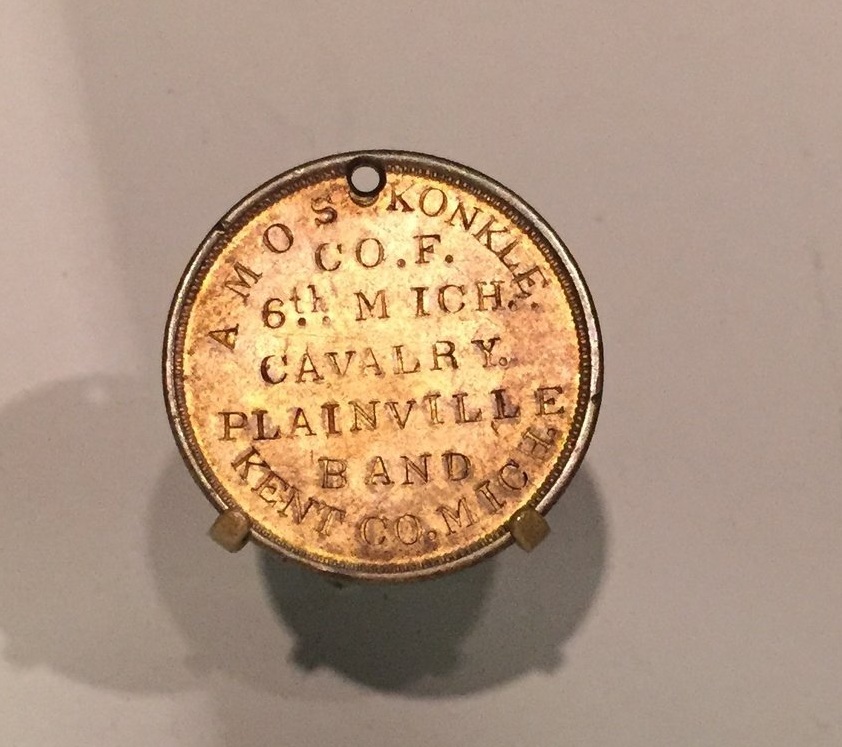 AMOS KONKLE.
CO. F.
6th. MICH.
CAVALRY.
PLAINVILLE
BAND
KENT CO. MICH.